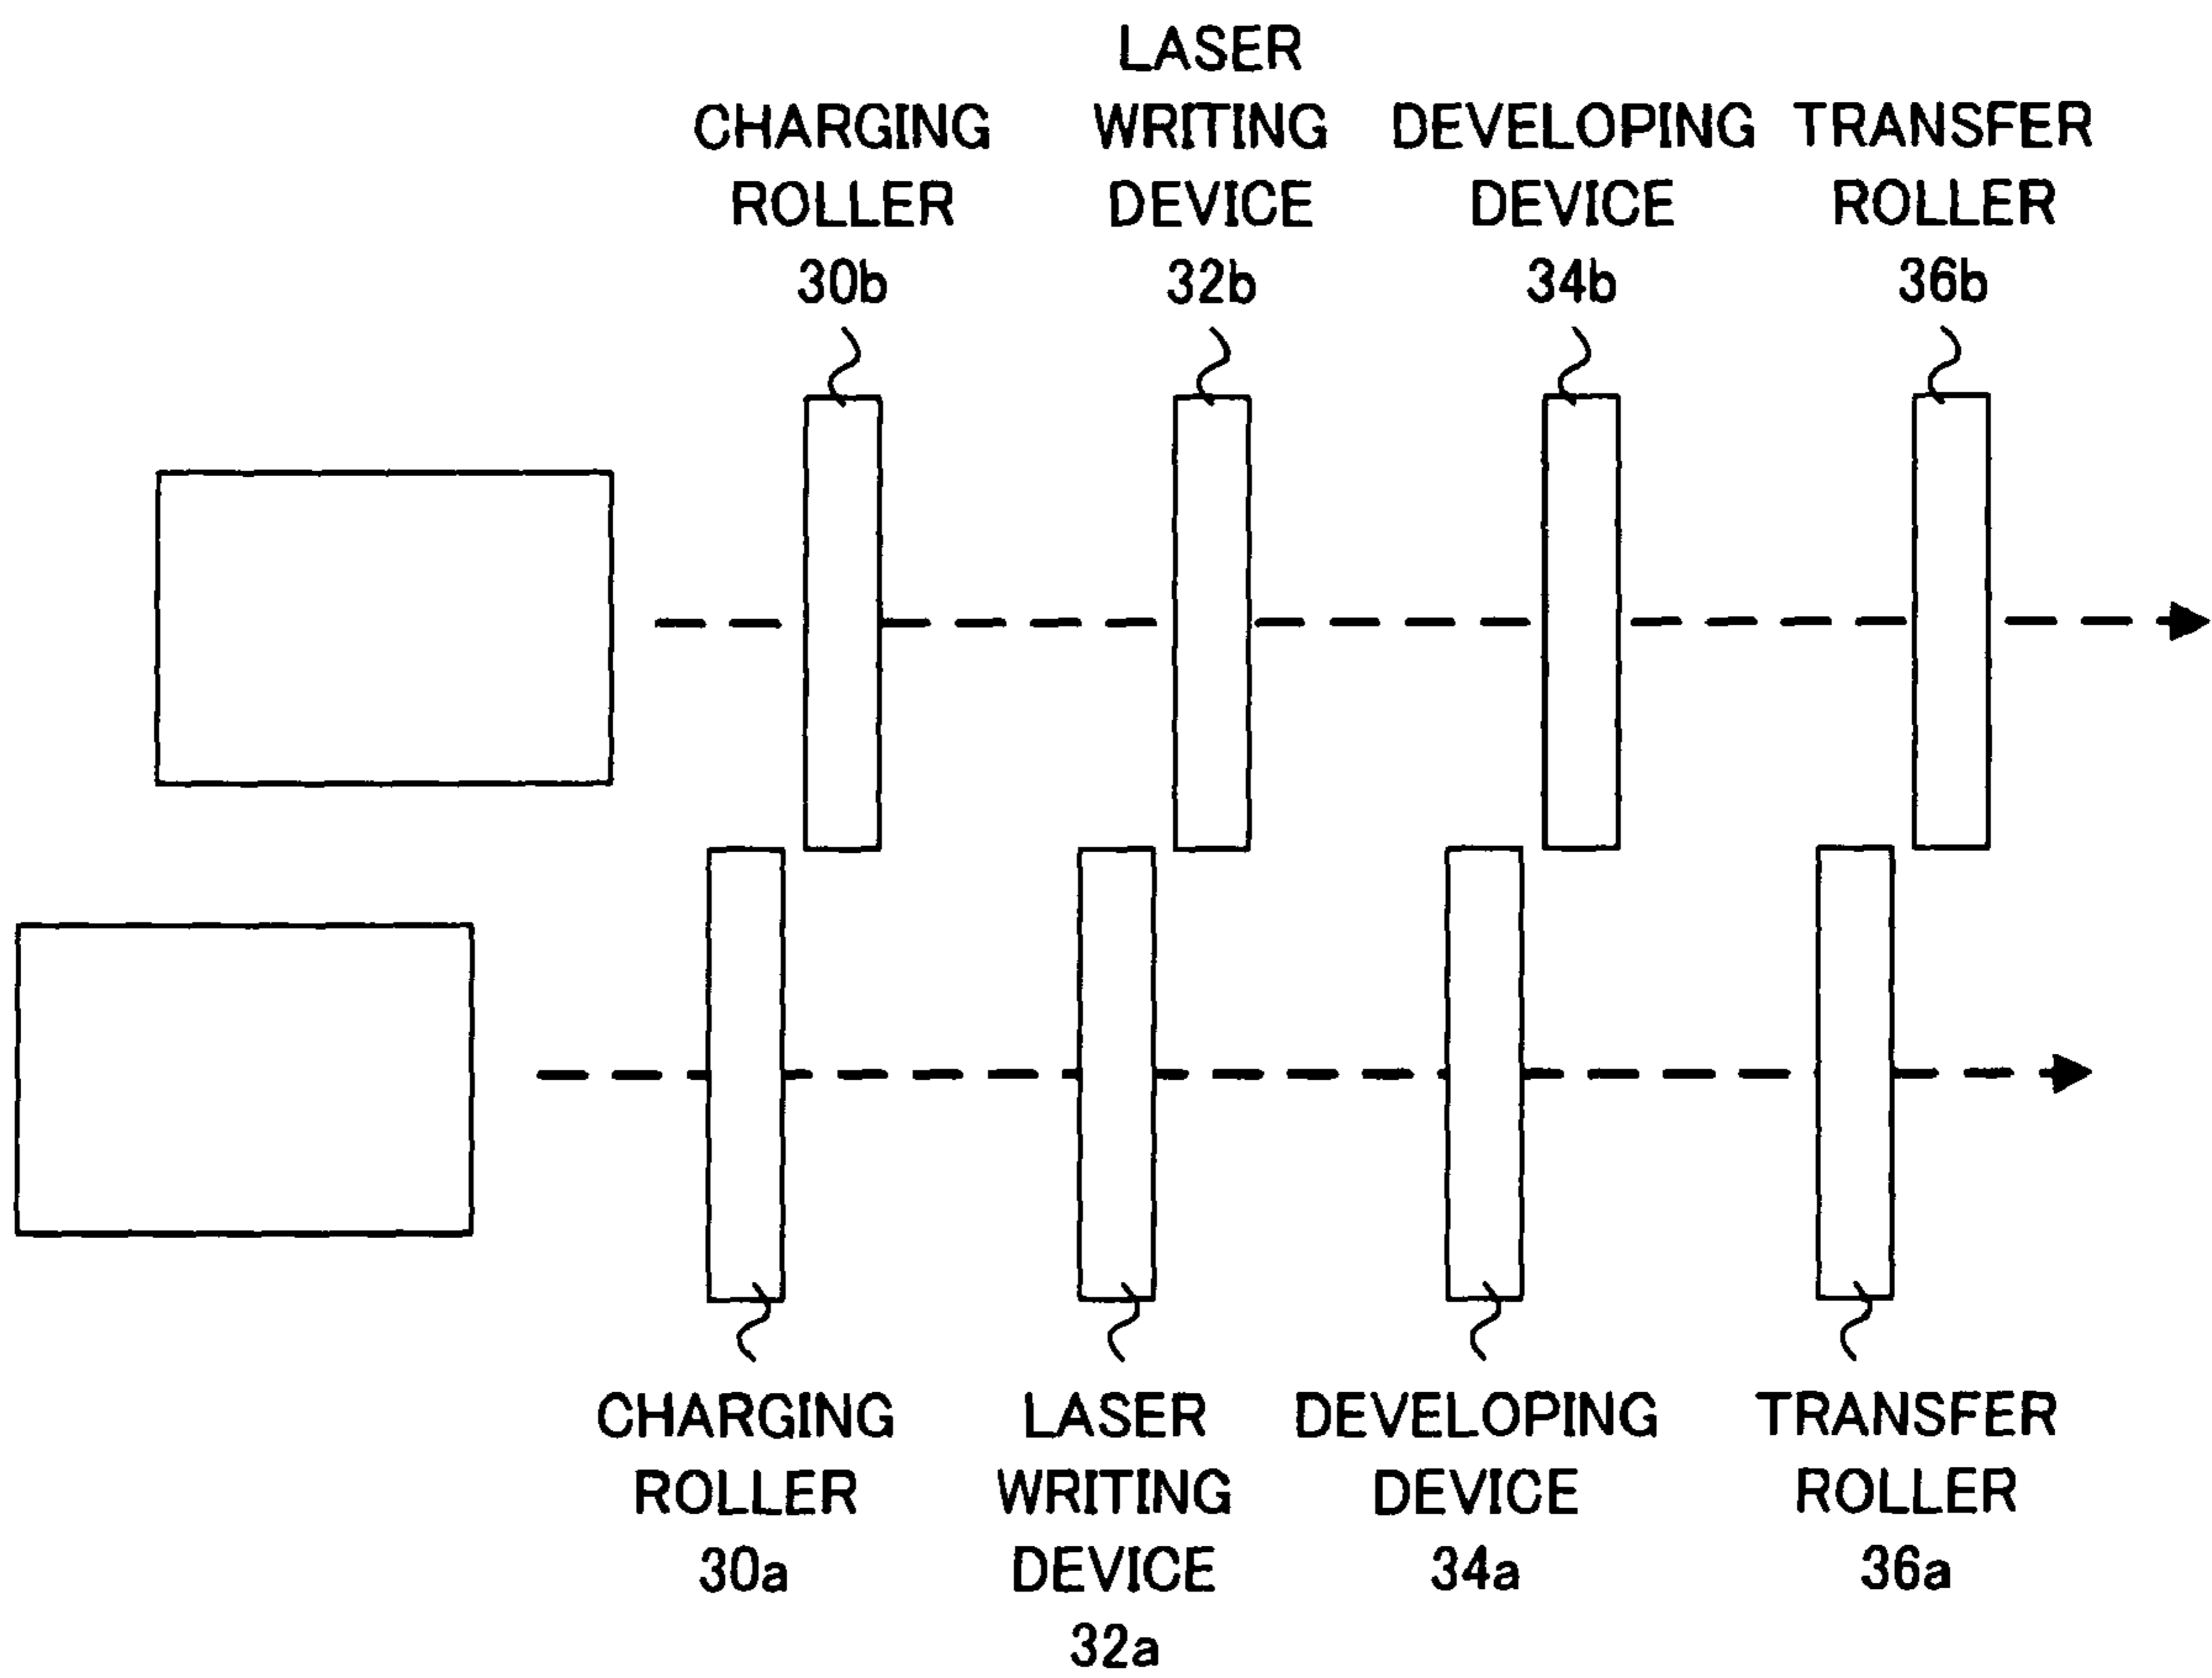 CHARGING
ROLLER
30b
LASER
WRITING
DEVICE
32b
DEVELOPING
DEVICE
34b
TRANSFER
ROLLER
36b
CHARGING
ROLLER
30a
LASER
WRITING
DEVICE
32a
DEVELOPING
DEVICE
34a
TRANSFER
ROLLER
36a